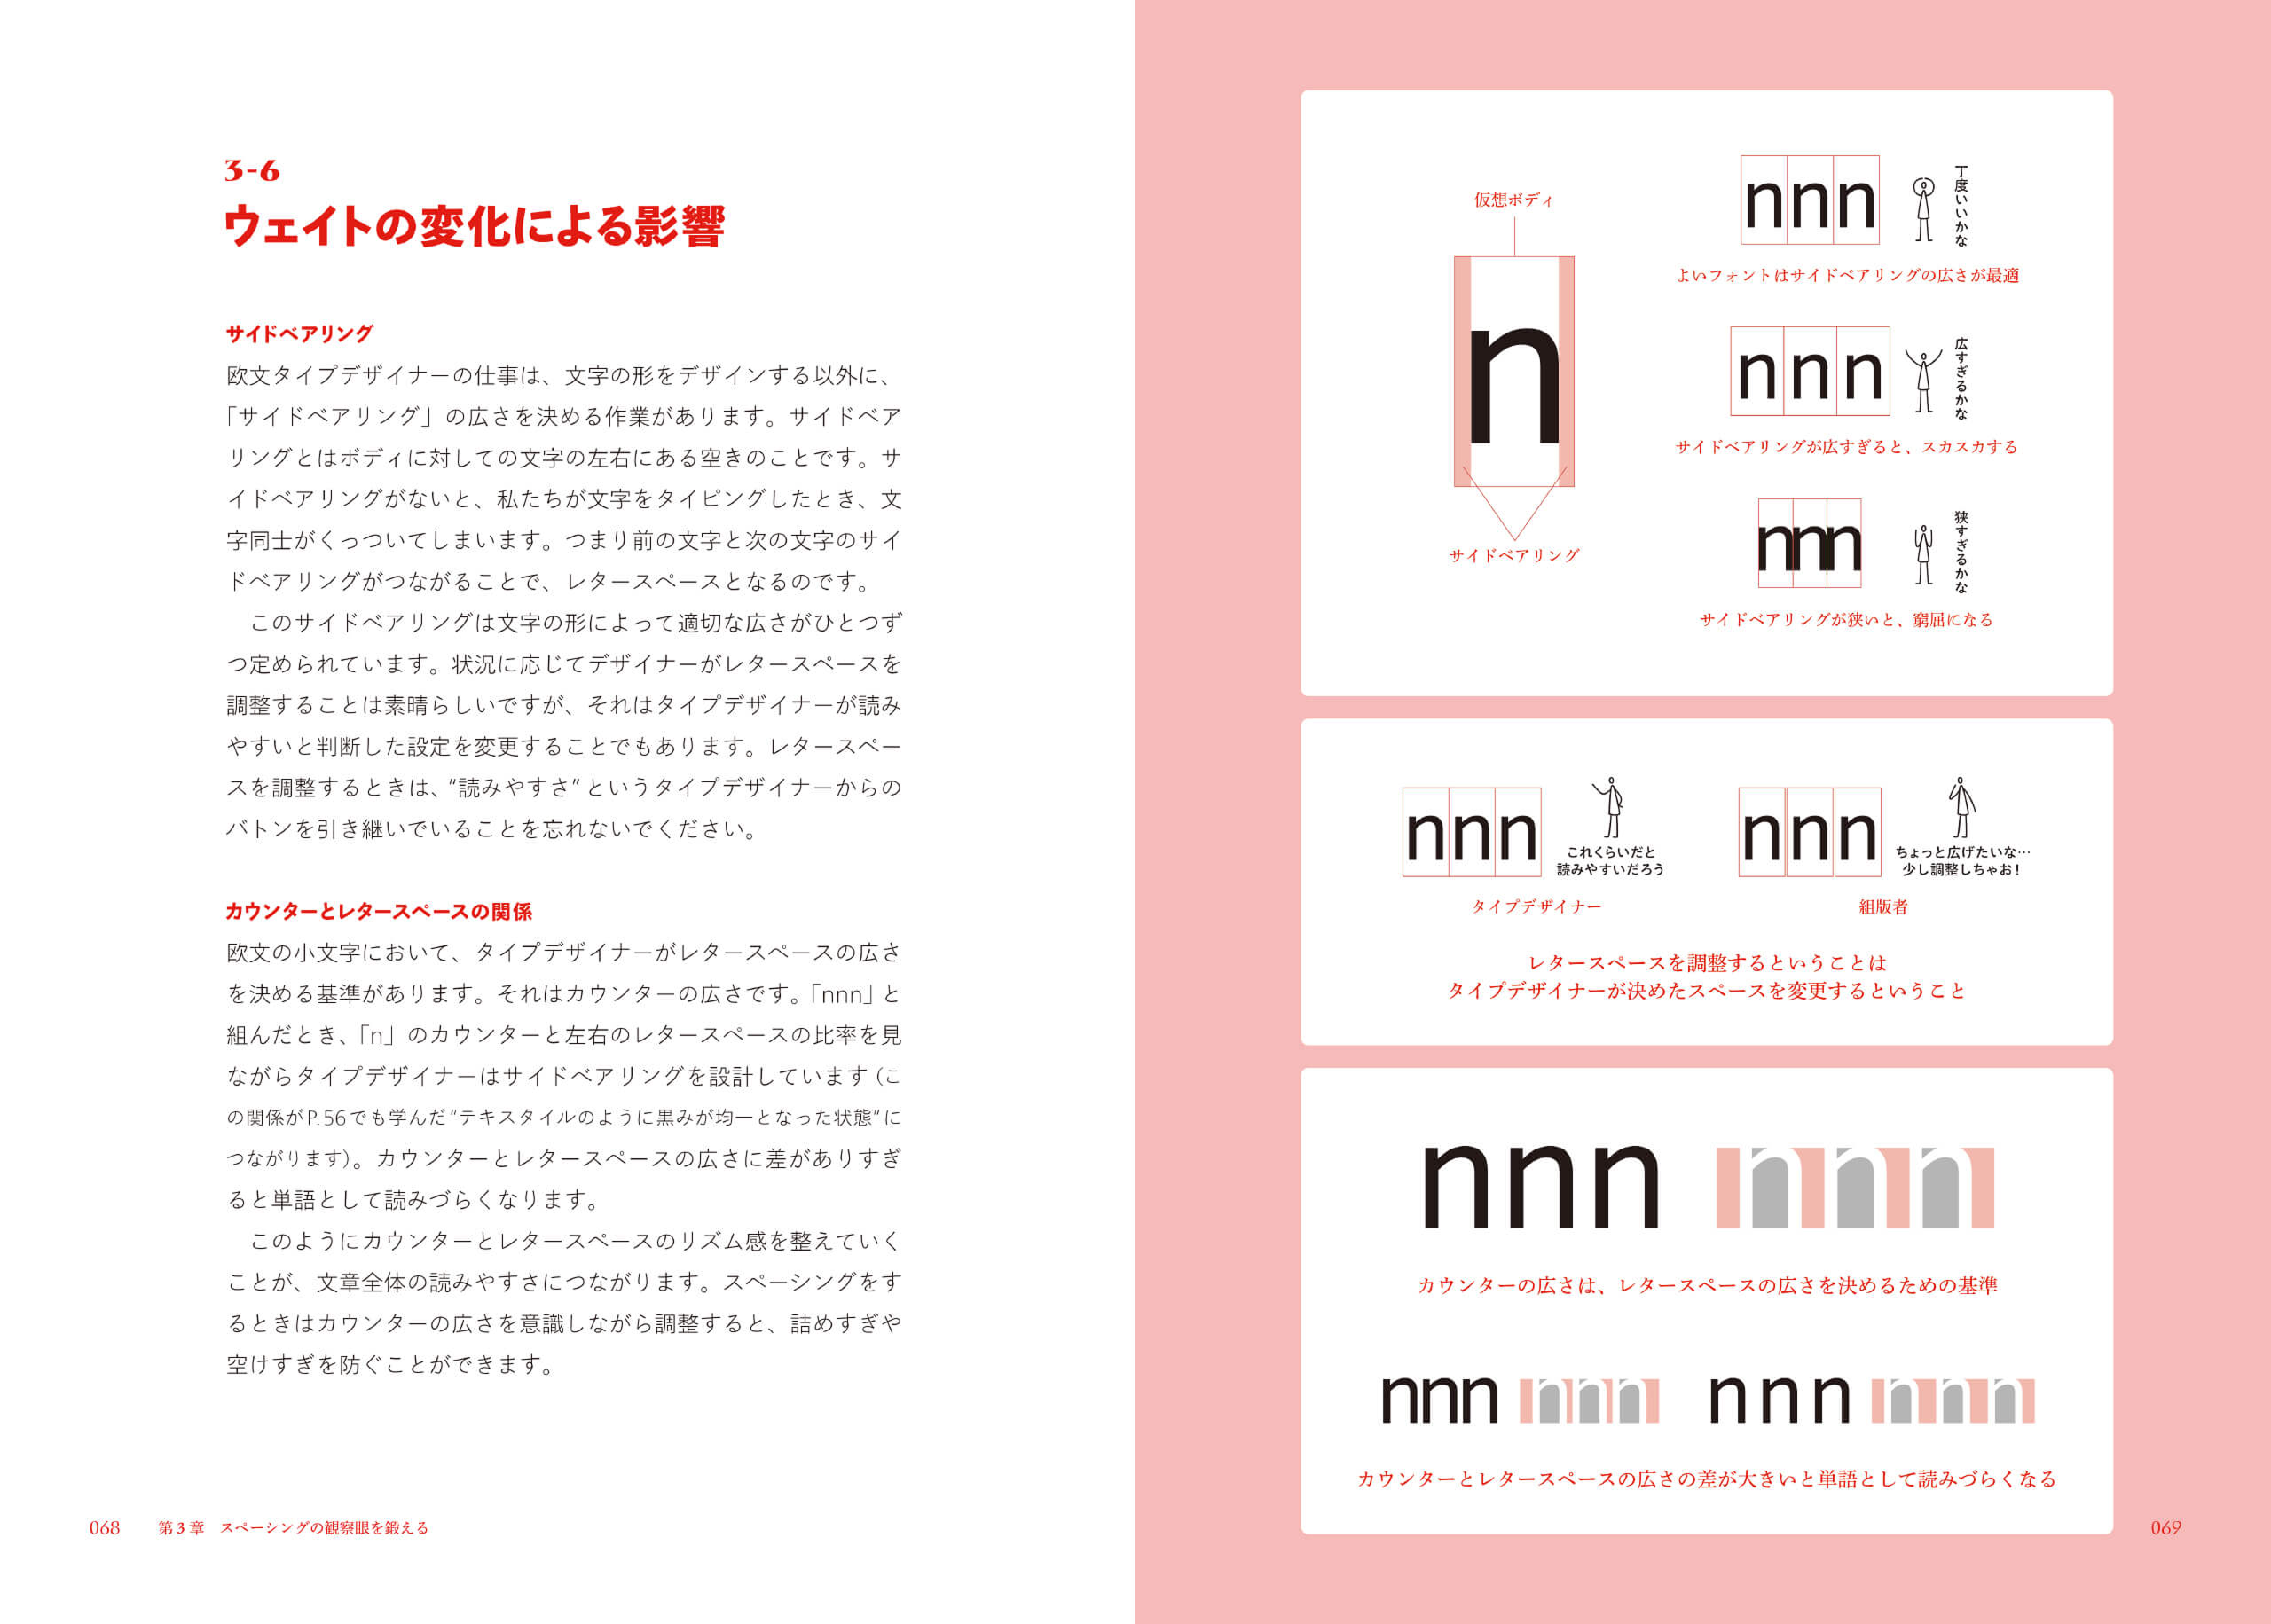 3-6
ウェイトの変化による影響
サイドベアリング
欧文タイプデザイナーの仕事は、文字の形をデザインする以外に、
「サイドベアリング」の広さを決める作業があります。サイドベア
リングとはボディに対しての文字の左右にある空きのことです。サ
イドベアリングがないと、私たちが文字をタイピングしたとき、文
字同士がくっついてしまいます。つまり前の文字と次の文字のサイ
ドベアリングがつながることで、レタースペースとなるのです。
　このサイドベアリングは文字の形によって適切な広さがひとつず
つ定められています。状況に応じてデザイナーがレタースペースを
調整することは素晴らしいですが、それはタイプデザイナーが読み
やすいと判断した設定を変更することでもあります。レタースペー
スを調整するときは、“読みやすさ”というタイプデザイナーからの
バトンを引き継いでいることを忘れないでください。
カウンターとレタースペースの関係
欧文の小文字において、タイプデザイナーがレタースペースの広さ
を決める基準があります。それはカウンターの広さです。「nnn」と
組んだとき、「n」のカウンターと左右のレタースペースの比率を見
ながらタイプデザイナーはサイドベアリングを設計しています（こ
の関係がP.56でも学んだ“テキスタイルのように黒みが均一となった状態”に
つながります）。カウンターとレタースペースの広さに差がありすぎ
ると単語として読みづらくなります。
　このようにカウンターとレタースペースのリズム感を整えていく
ことが、文章全体の読みやすさにつながります。スペーシングをす
るときはカウンターの広さを意識しながら調整すると、詰めすぎや
空けすぎを防ぐことができます。
068　第3章　スペーシングの観察眼を鍛える
仮想ボディ
n
サイドベアリング
nnn
丁度いいかな
よいフォントはサイドベアリングの広さが最適
nnn
広すぎるかな
サイドベアリングが広すぎると、スカスカする
nnn
狭すぎるかな
サイドベアリングが狭いと、窮屈になる
nnn
これくらいだと
読みやすいだろう
タイプデザイナー
nnn
ちょっと広げたいな…
少し調整しちゃお！
組版者
レタースペースを調整するということは
タイプデザイナーが決めたスペースを変更するということ
nnn nnn
カウンターの広さは、レタースペースの広さを決めるための基準
nnn nnn nnn nnn
カウンターとレタースペースの広さの差が大きいと単語として読みづらくなる
069